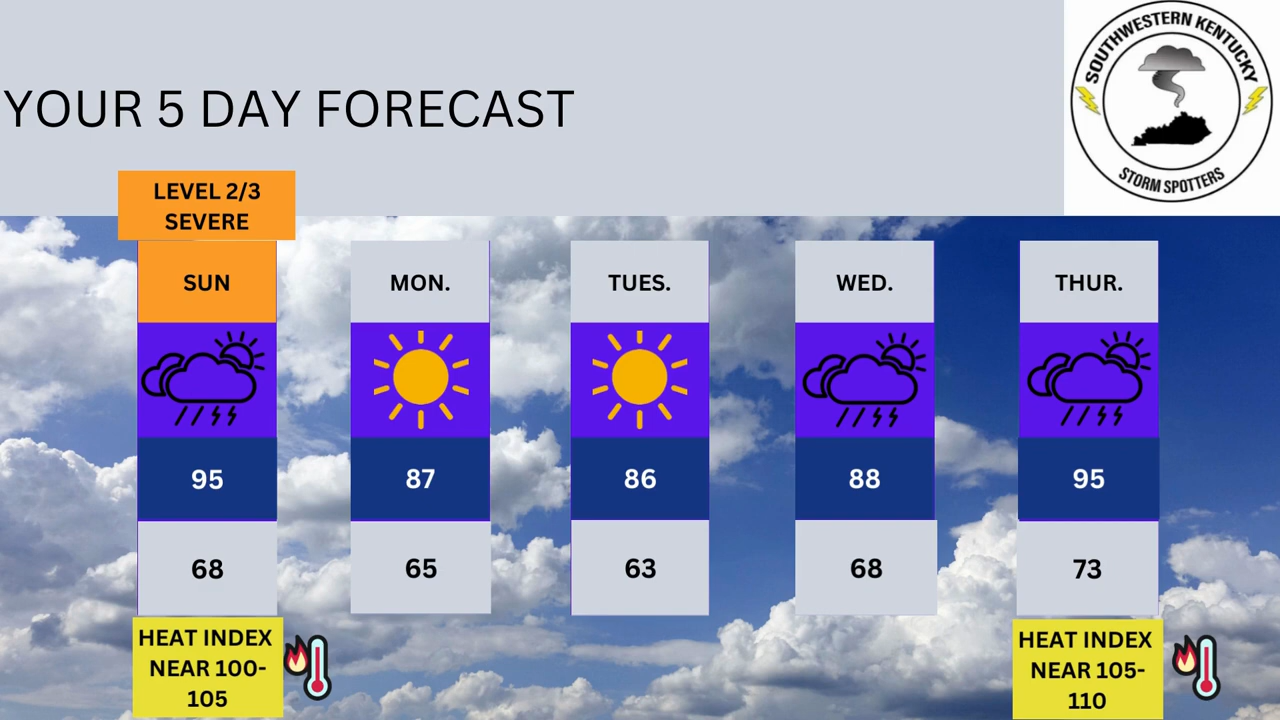 YOUR 5 DAY FORECAST
SOUTHWESTERN KENTUCKY
STORM SPOTTERS
LEVEL 2/3
SEVERE
SUN
MON.
TUES.
WED.
THUR.
95
87
86
88
95
68
65
63
68
73
HEAT INDEX
NEAR 100-
105
HEAT INDEX
NEAR 105-
110